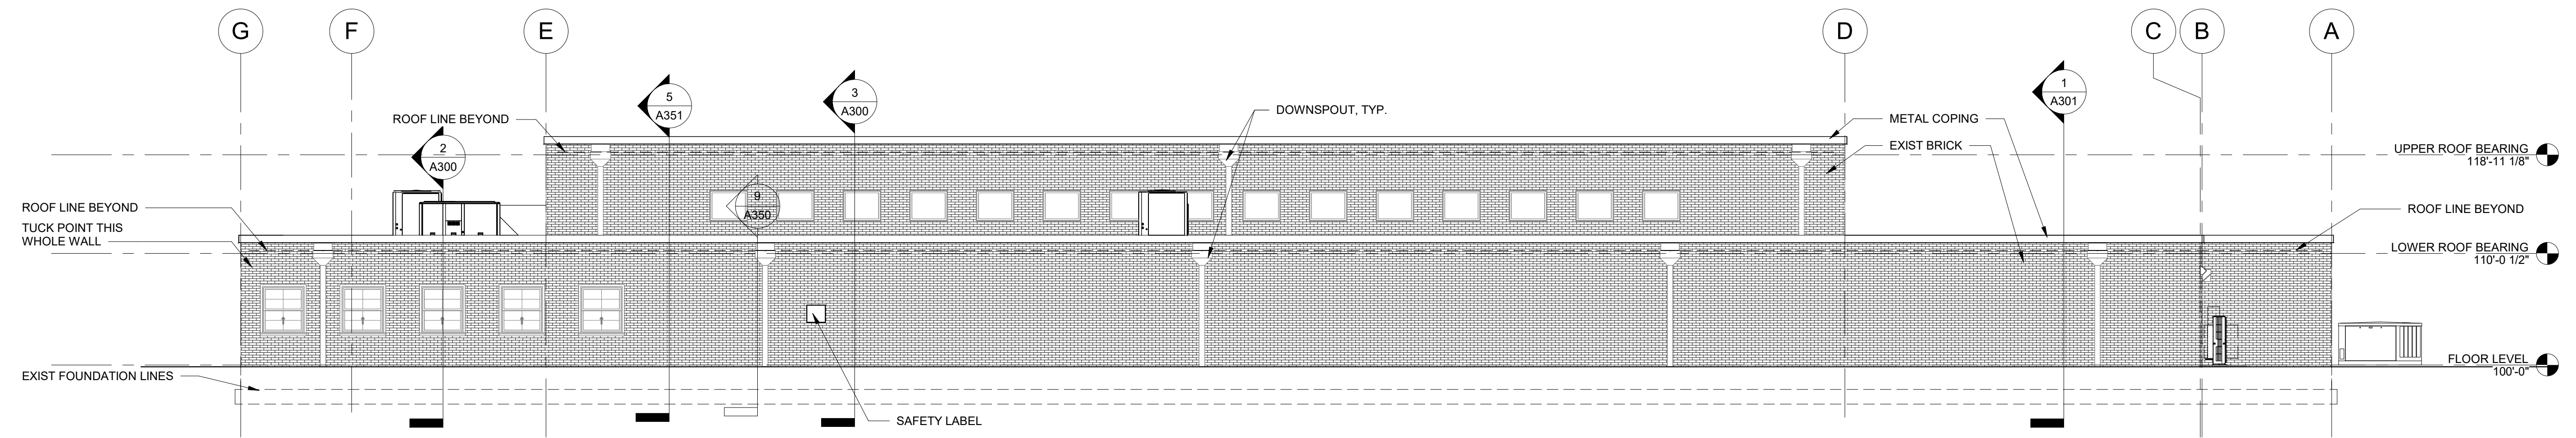 G
F
E
D
C
B
A
5
A351
3
A300
1
A301
2
A300
9
A350
ROOF LINE BEYOND
DOWNSPOUT, TYP.
METAL COPING
EXIST BRICK
UPPER ROOF BEARING
118'-11 1/8"
ROOF LINE BEYOND
TUCK POINT THIS
WHOLE WALL
ROOF LINE BEYOND
LOWER ROOF BEARING
110'-0 1/2"
FLOOR LEVEL
100'-0"
EXIST FOUNDATION LINES
SAFETY LABEL